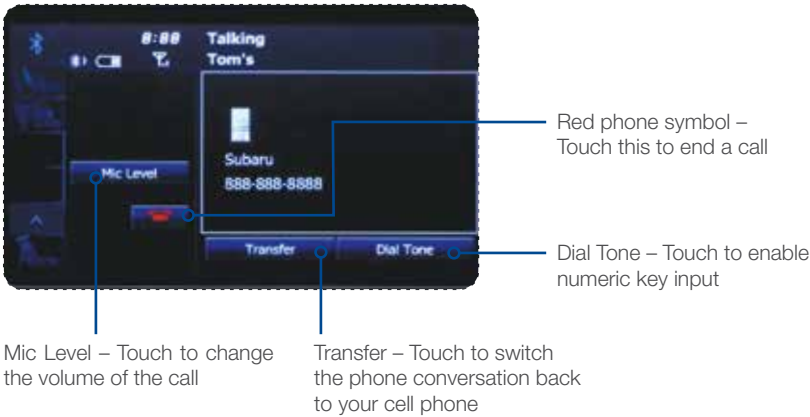 8:88
Talking
Tom's
Subaru
888-888-8888
Mic Level
Transfer
Dial Tone
Red phone symbol –
Touch this to end a call
Dial Tone – Touch to enable
numeric key input
Mic Level – Touch to change
the volume of the call
Transfer – Touch to switch
the phone conversation back
to your cell phone